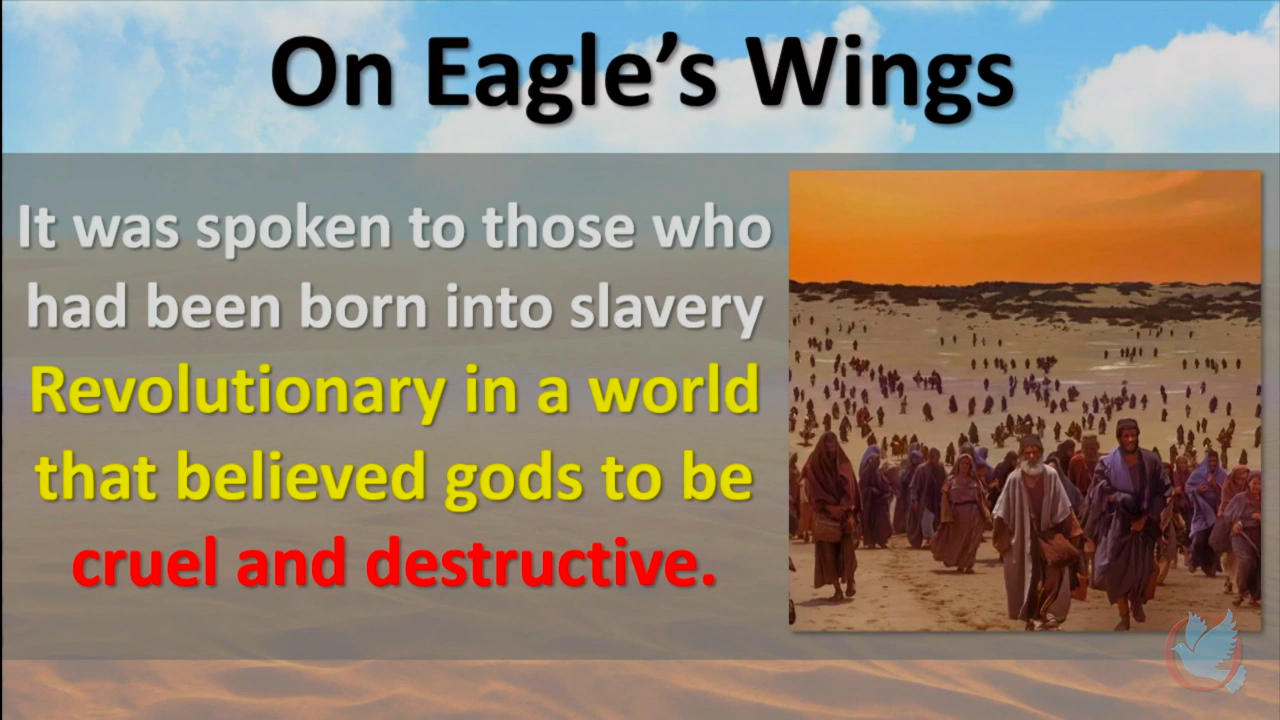 On Eagle’s Wings
It was spoken to those who
had been born into slavery
Revolutionary in a world
that believed gods to be
cruel and destructive.